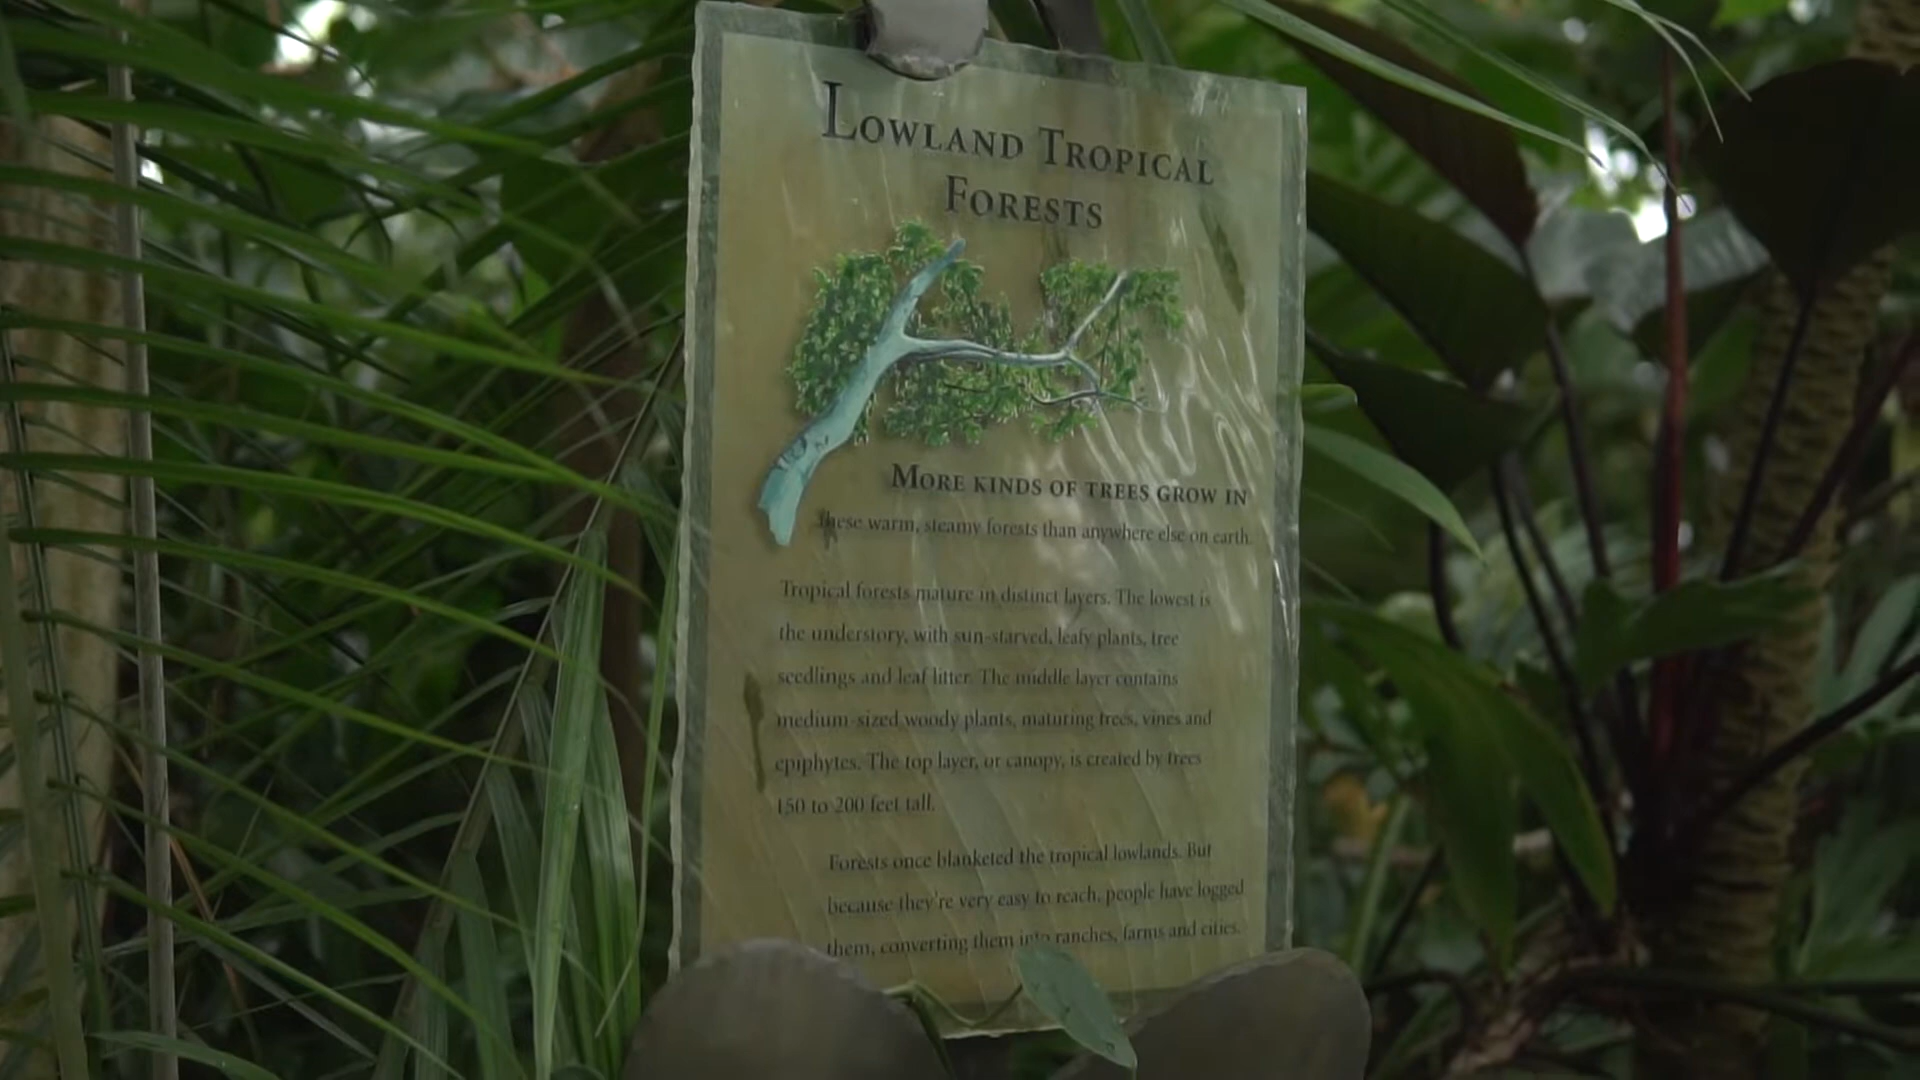 LOWLAND TROPICAL
FORESTS
MORE KINDS OF TREES GROW IN
these warm, steamy forests than anywhere else on earth.
Tropical forests mature in distinct layers. The lowest is
the understory, with sun-starved, leafy plants, tree
seedlings and leaf litter. The middle layer contains
medium-sized woody plants, maturing trees, vines and
epiphytes. The top layer, or canopy, is created by trees
150 to 200 feet tall.
Forests once blanketed the tropical lowlands. But
because they're very easy to reach, people have logged
them, converting them into ranches, farms and cities.